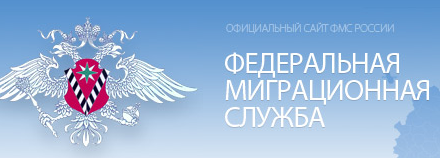 ОФИЦИАЛЬНЫЙ САЙТ ФМС РОССИИ
ФЕДЕРАЛЬНАЯ
МИГРАЦИОННАЯ
СЛУЖБА